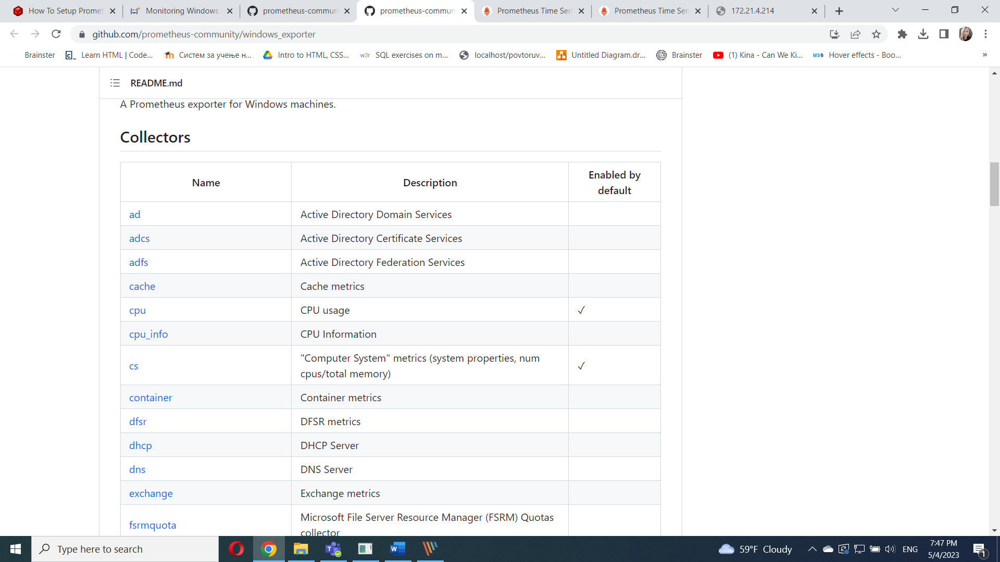 How To Setup Promet
Monitoring Windows
prometheus-commun
prometheus-commun
Prometheus Time Seri
Prometheus Time Seri
172.21.4.214
github.com/prometheus-community/windows_exporter
Brainster
Learn HTML | Code...
Систем за учење н...
Intro to HTML, CSS...
w3r
SQL exercises on m...
localhost/povtoruv...
Untitled Diagram.dr...
Brainster
(1) Kina - Can We Ki...
MDB
Hover effects - Boo...
»
README.md
A Prometheus exporter for Windows machines.
Collectors
Name Description Enabled by default
ad Active Directory Domain Services
adcs Active Directory Certificate Services
adfs Active Directory Federation Services
cache Cache metrics
cpu CPU usage ✓
cpu_info CPU Information
cs "Computer System" metrics (system properties, num
cpus/total memory) ✓
container Container metrics
dfsr DFSR metrics
dhcp DHCP Server
dns DNS Server
exchange Exchange metrics
fsrmquota Microsoft File Server Resource Manager (FSRM) Quotas
collector
Type here to search
59°F Cloudy
ENG
7:47 PM
5/4/2023
1